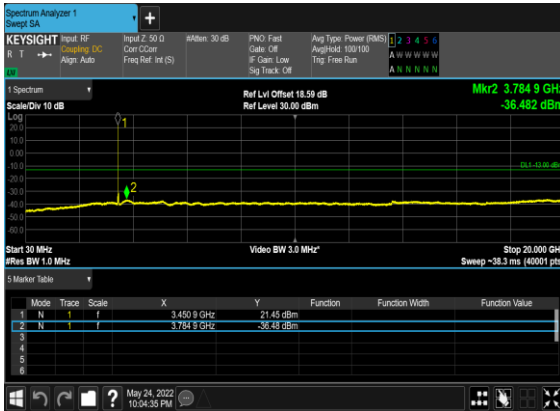 Spectrum Analyzer 1
Swept SA
KEYSIGHT Input: RF Input Z: 50 Ω #Atten: 30 dB PNO: Fast Avg Type: Power (RMS) 1 2 3 4 5 6
R T Coupling: DC Corr CCorr Gate: Off Avg|Hold: 100/100 A W W W W W
Align: Auto Freq Ref: Int (S) IF Gain: Low Trig: Free Run
Sig Track: Off A N N N N N
1 Spectrum
Scale/Div 10 dB
Ref Lvl Offset 18.59 dB
Ref Level 30.00 dBm
Mkr2 3.784 9 GHz
-36.482 dBm
Log
20.0
10.0
0.00
-10.0
-20.0
-30.0
-40.0
-50.0
-60.0
1
2
DL1 -13.00 dBm
Start 30 MHz Video BW 3.0 MHz* Stop 20.000 GH
#Res BW 1.0 MHz Sweep ~38.3 ms (40001 pts
5 Marker Table
Mode Trace Scale X Y Function Function Width Function Value
1 N 1 f 3.450 9 GHz 21.45 dBm
2 N 1 f 3.784 9 GHz -36.48 dBm
3
4
5
6
May 24, 2022
10:04:35 PM